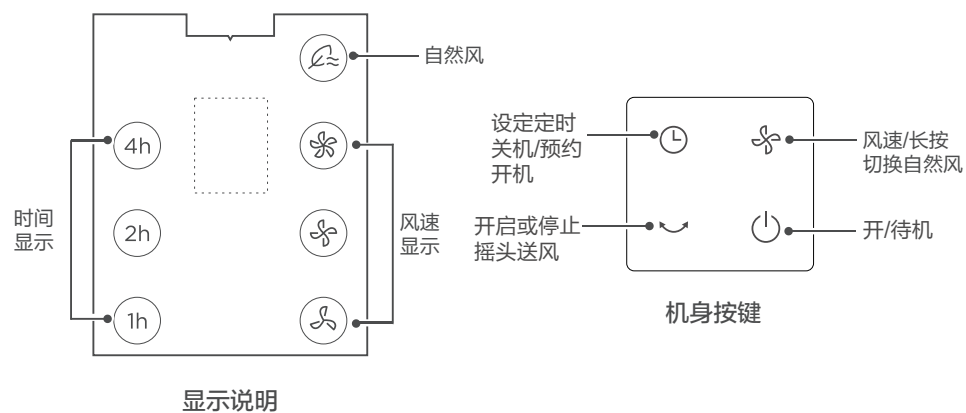 自然风
4h
2h
1h
时间
显示
风速
显示
显示说明
设定定时
关机/预约
开机
开启或停止
摇头送风
风速/长按
切换自然风
开/待机
机身按键